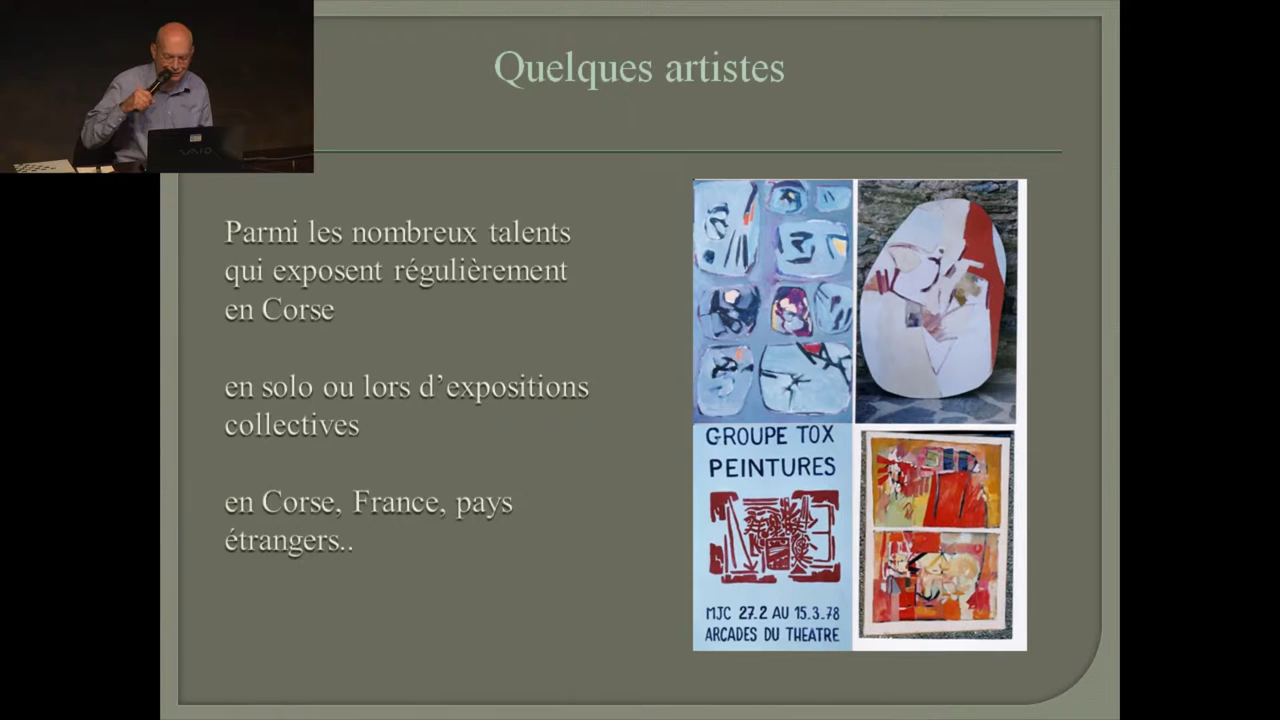 Quelques artistes
VAIO
Parmi les nombreux talents
qui exposent régulièrement
en Corse
en solo ou lors d’expositions
collectives
en Corse, France, pays
étrangers..
GROUPE TOX
PEINTURES
MJC 27.2 AU 15.3.78
ARCADES DU THEATRE